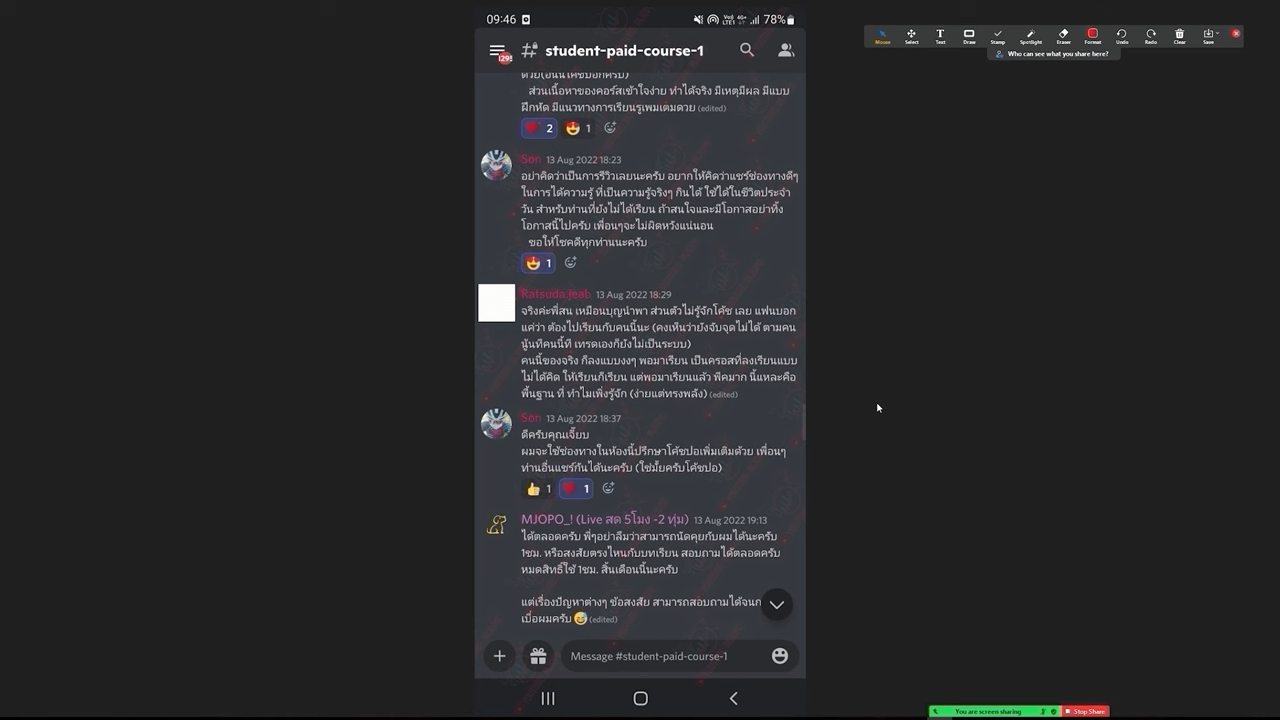 09:46
78%
# student-paid-course-1
ด้วย(อันนี้โค้ชบอกครับ)
ส่วนเนื้อหาของคอร์สเข้าใจง่าย ทำได้จริง มีเหตุมีผล มีแบบ
ฝึกหัด มีแนวทางการเรียนรู้เพิ่มเติมด้วย (edited)
2 1
Son 13 Aug 2022 18:23
อย่าคิดว่าเป็นการรีวิวเลยนะครับ อยากให้คิดว่าแชร์ช่องทางดีๆ
ในการได้ความรู้ ที่เป็นความรู้จริงๆ กินได้ ใช้ได้ในชีวิตประจำ
วัน สำหรับท่านที่ยังไม่ได้เรียน ถ้าสนใจและมีโอกาสอย่าทิ้ง
โอกาสนี้ไปครับ เพื่อนๆจะไม่ผิดหวังแน่นอน
ขอให้โชคดีทุกท่านนะครับ
1
Ratsuda.jeab 13 Aug 2022 18:29
จริงค่ะพี่สน เหมือนบุญนำพา ส่วนตัวไม่รู้จักโค้ช เลย แฟนบอก
แค่ว่า ต้องไปเรียนกับคนนี้นะ (คงเห็นว่ายังจับจุดไม่ได้ ตามคน
นู้นทีคนนี้ที เทรดเองก็ยังไม่เป็นระบบ)
คนนี้ของจริง ก็ลงแบบงงๆ พอมาเรียน เป็นครอสที่ลงเรียนแบบ
ไม่ได้คิด ให้เรียนก็เรียน แต่พอมาเรียนแล้ว พีคมาก นี้แหละคือ
พื้นฐาน ที่ ทำไมเพิ่งรู้จัก (ง่ายแต่ทรงพลัง) (edited)
Son 13 Aug 2022 18:37
ดีครับคุณเจี๊ยบ
ผมจะใช้ช่องทางในห้องนี้ปรึกษาโค้ชปอเพิ่มเติมด้วย เพื่อนๆ
ท่านอื่นแชร์กันได้นะครับ (ใช่มั้ยครับโค้ชปอ)
1 1
MJOPO_! (Live สด 5โมง -2 ทุ่ม) 13 Aug 2022 19:13
ได้ตลอดครับ พี่ๆอย่าลืมว่าสามารถนัดคุยกับผมได้นะครับ
1ชม. หรือสงสัยตรงไหนกับบทเรียน สอบถามได้ตลอดครับ
หมดสิทธิ์ใช้ 1ชม. สิ้นเดือนนี้นะครับ
แต่เรื่องปัญหาต่างๆ ข้อสงสัย สามารถสอบถามได้จนก
เบื่อผมครับ (edited)
Message #student-paid-course-1
Mouse Select Text Draw Stamp Spotlight Eraser Format Undo Redo Clear Save
Who can see what you share here?
You are screen sharing Stop Share